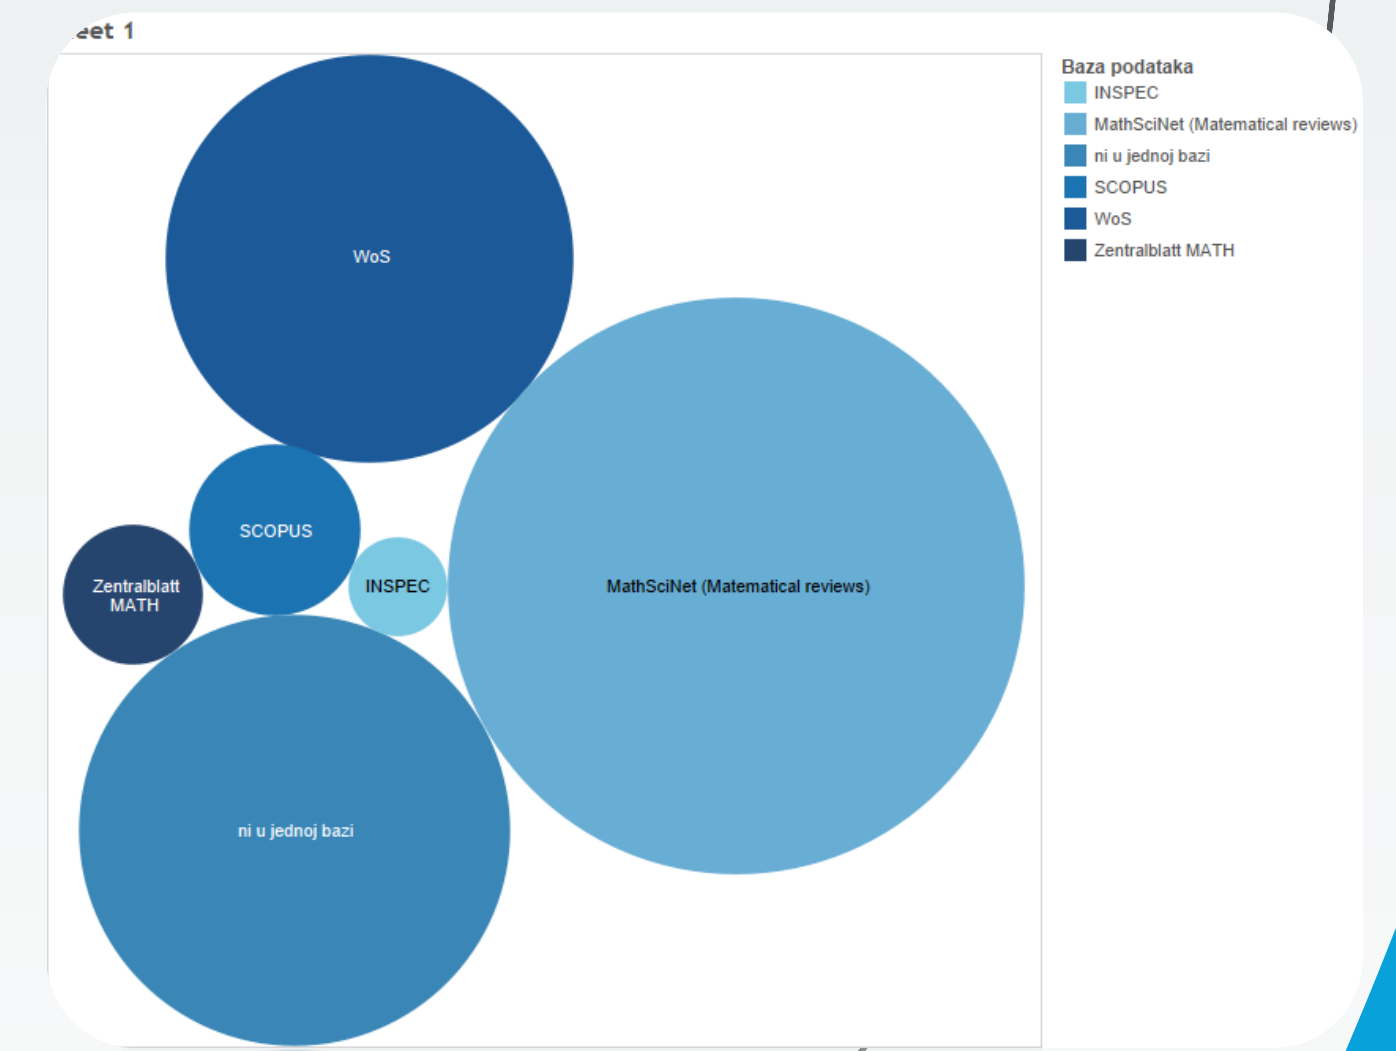 eet 1
Baza podataka
INSPEC
MathSciNet (Matematical reviews)
ni u jednoj bazi
SCOPUS
WoS
Zentralblatt MATH
WoS
SCOPUS
Zentralblatt
MATH
INSPEC
MathSciNet (Matematical reviews)
ni u jednoj bazi